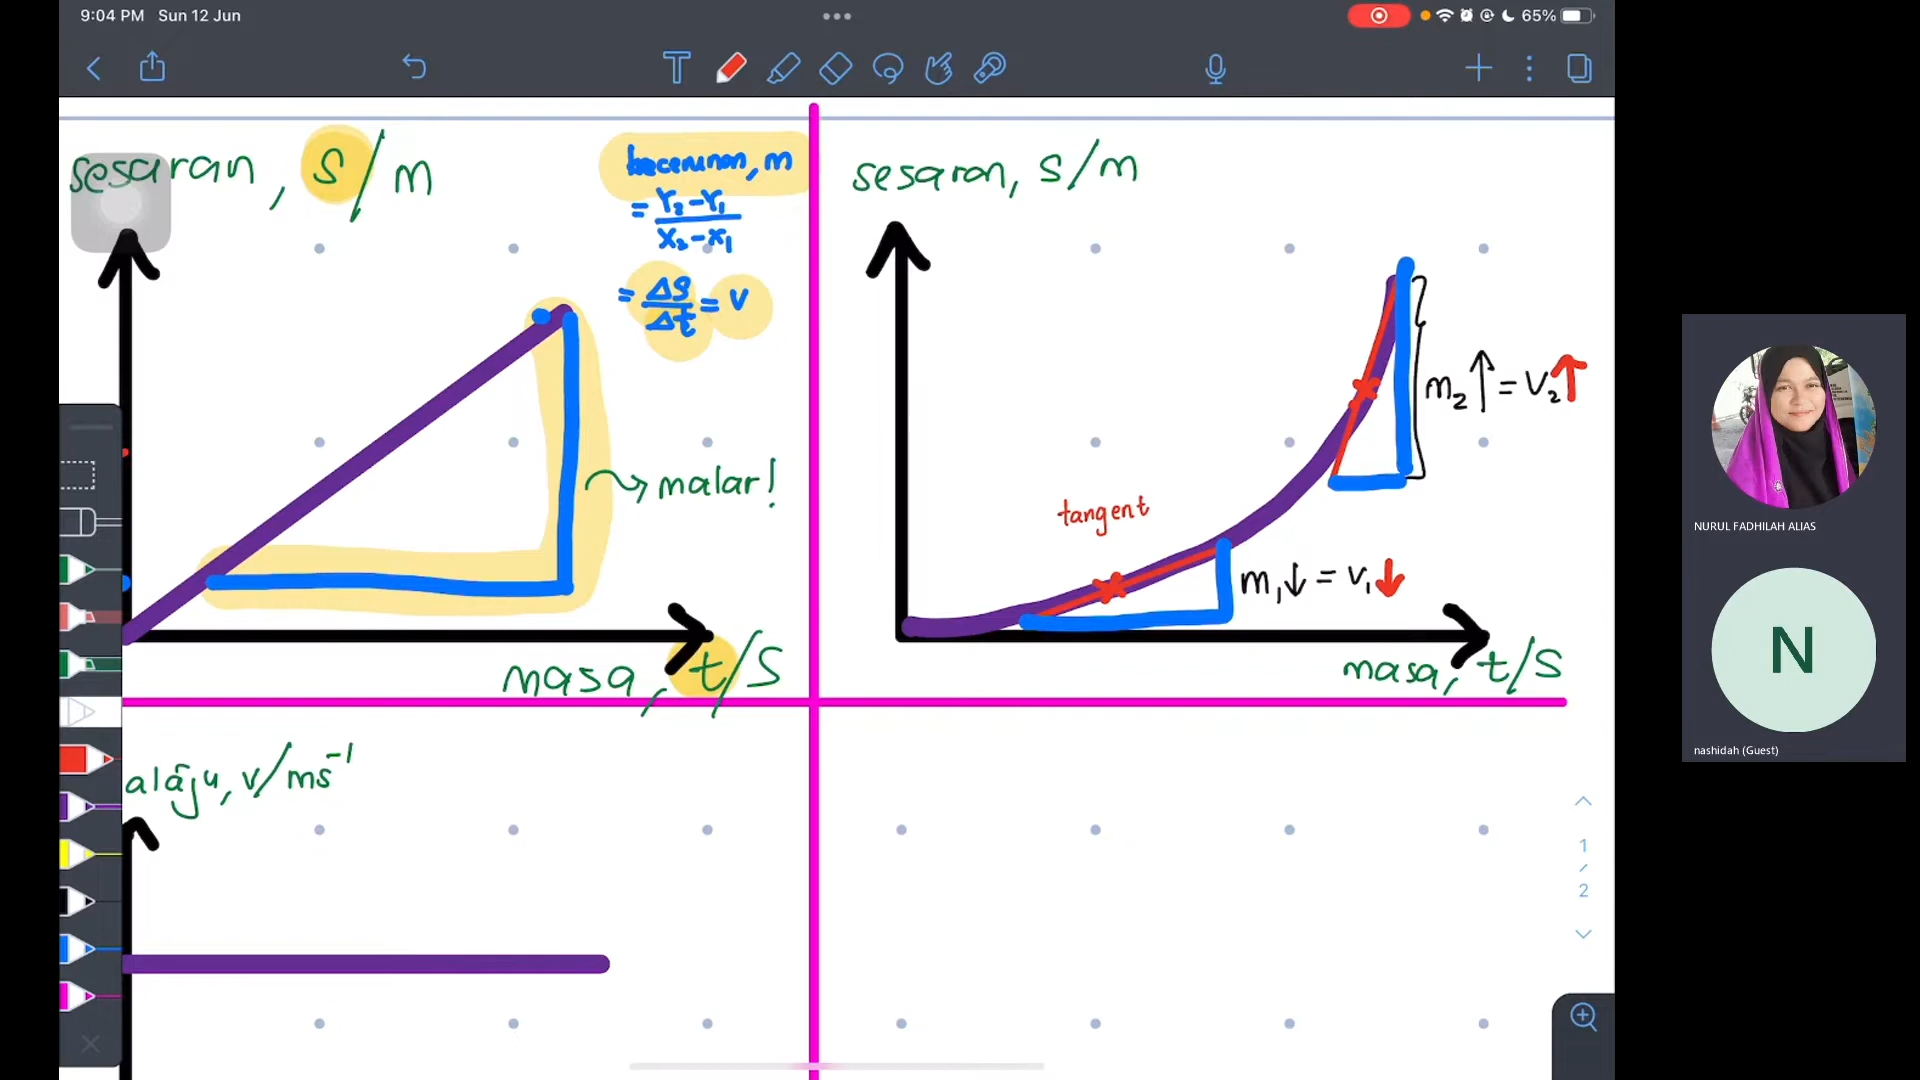 9:04 PM Sun 12 Jun
65%
T
sesaran, s/m
kecerunan, m
= Y₂-Y₁
X₂-X₁
= Δs
Δt
= v
malar!
masa, t/s
sesaran, s/m
m₂↑ = v₂↑
tangent
m₁↓ = v₁↓
masa, t/s
alaju, v/ms⁻¹
1
/
2
NURUL FADHILAH ALIAS
N
nashidah (Guest)